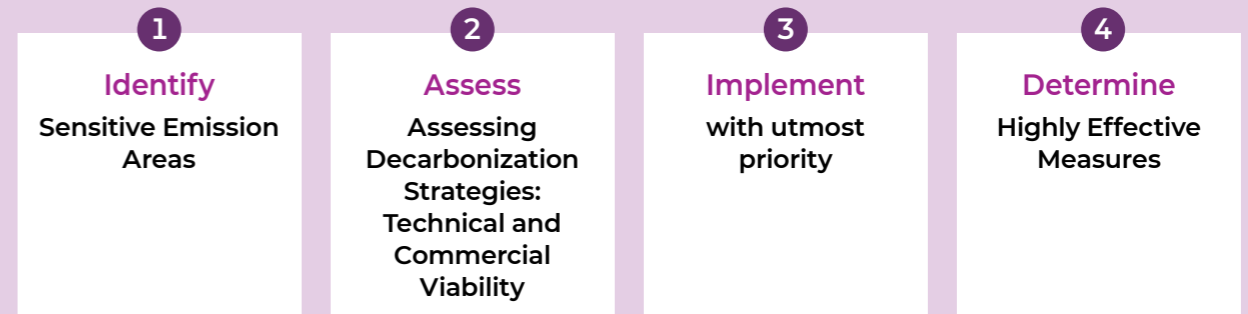 1
Identify
Sensitive Emission
Areas
2
Assess
Assessing
Decarbonization
Strategies:
Technical and
Commercial
Viability
3
Implement
with utmost
priority
4
Determine
Highly Effective
Measures